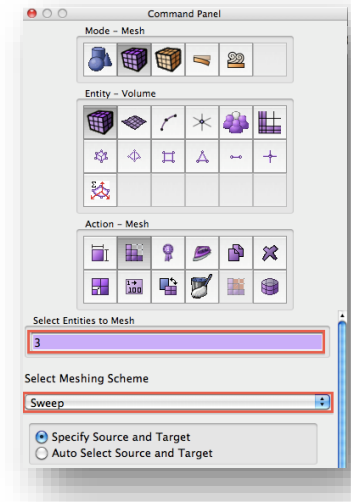 Command Panel
Mode - Mesh
Entity - Volume
Action - Mesh
Select Entities to Mesh
3
Select Meshing Scheme
Sweep
Specify Source and Target
Auto Select Source and Target